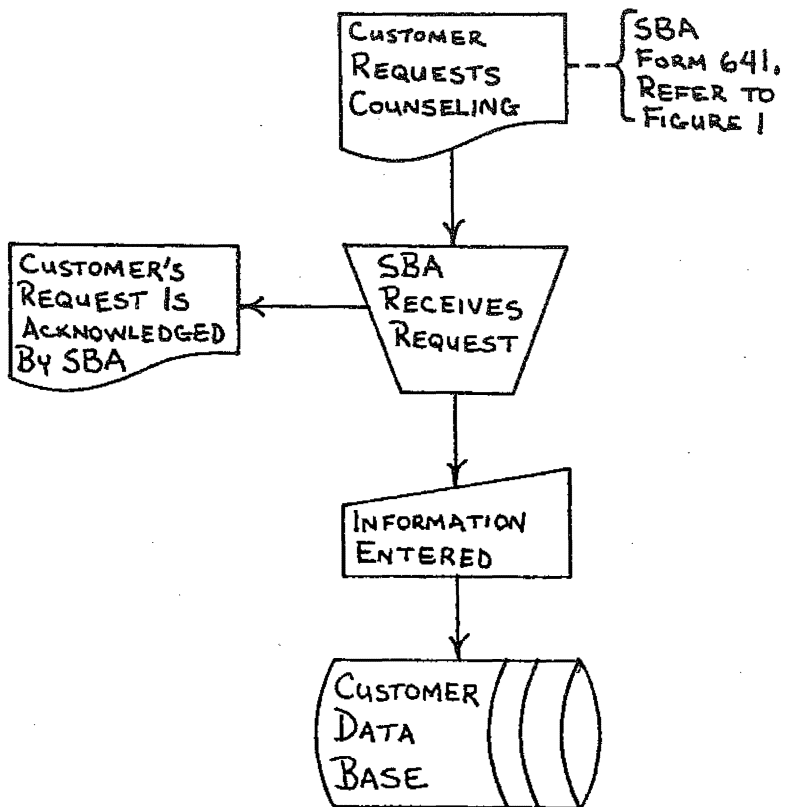 CUSTOMER
REQUESTS
COUNSELING
SBA
FORM 641.
REFER TO
FIGURE 1
CUSTOMER'S
REQUEST IS
ACKNOWLEDGED
BY SBA
SBA
RECEIVES
REQUEST
INFORMATION
ENTERED
CUSTOMER
DATA
BASE